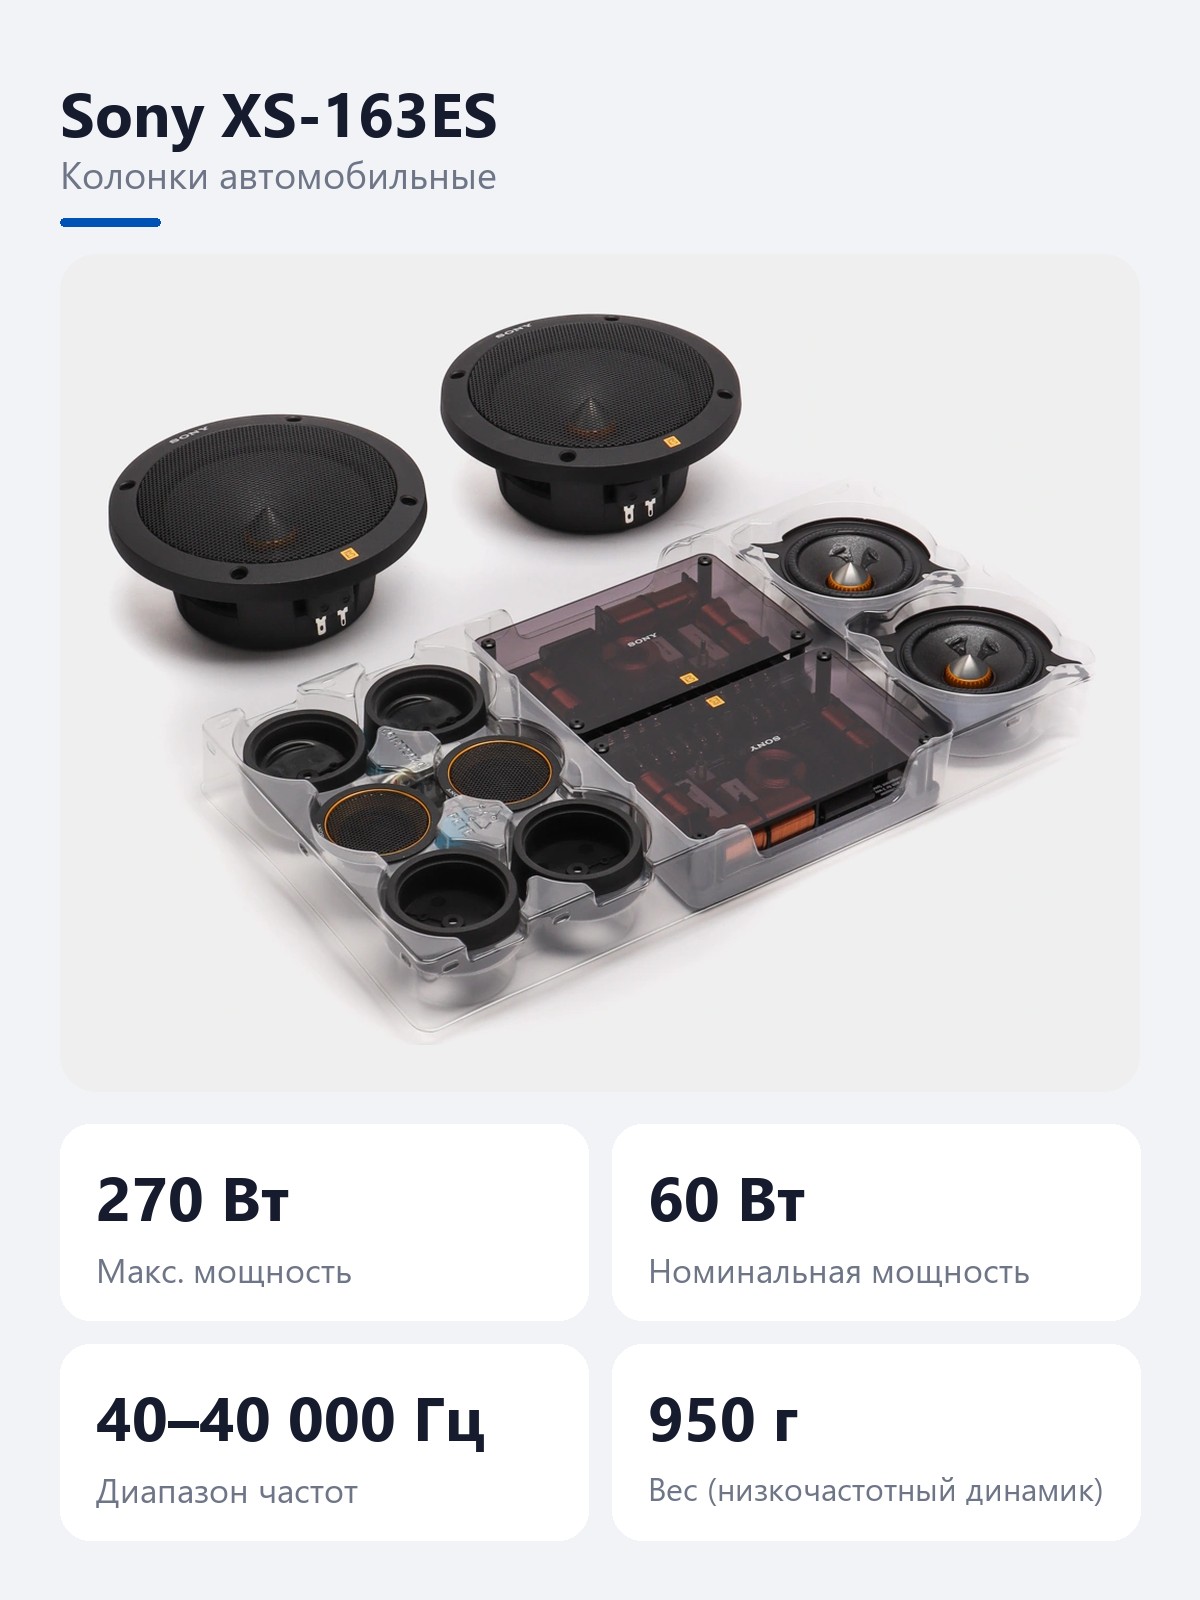 Sony XS-163ES
Колонки автомобильные
SONY
SONY
SONY
SONY
270 Вт
Макс. мощность
60 Вт
Номинальная мощность
40–40 000 Гц
Диапазон частот
950 г
Вес (низкочастотный динамик)